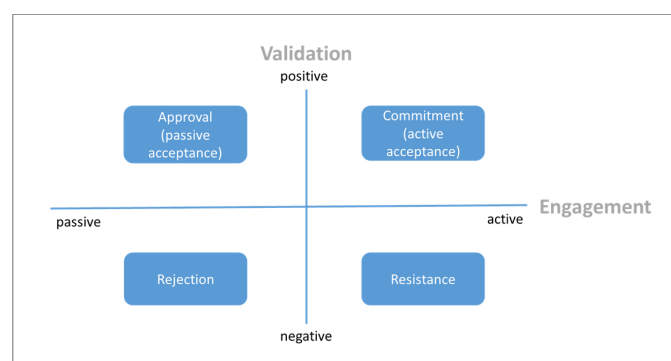 Validation
positive
Approval
(passive
acceptance)
Commitment
(active
acceptance)
passive
active
Engagement
Rejection
Resistance
negative